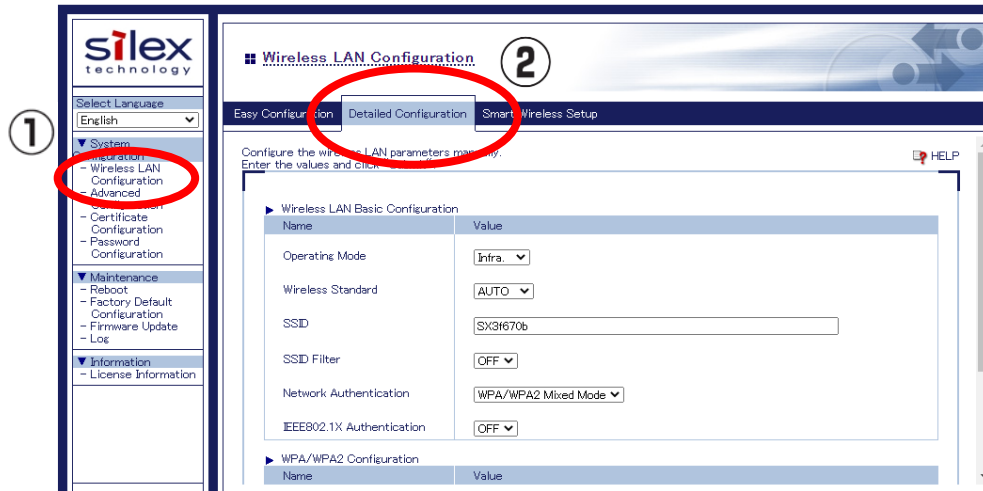 silex
technology
Wireless LAN Configuration
②
Easy Configuration Detailed Configuration Smart Wireless Setup
①
Select Language
English
▼ System
Configuration
- Wireless LAN
Configuration
- Advanced
Configuration
- Certificate
Configuration
- Password
Configuration
▼ Maintenance
- Reboot
- Factory Default
Configuration
- Firmware Update
- Log
▼ Information
- License Information
Configure the wireless LAN parameters manually.
Enter the values and click
HELP
▶ Wireless LAN Basic Configuration
Name Value
Operating Mode Infra.
Wireless Standard AUTO
SSID SX3f670b
SSID Filter OFF
Network Authentication WPA/WPA2 Mixed Mode
IEEE802.1X Authentication OFF
▶ WPA/WPA2 Configuration
Name Value